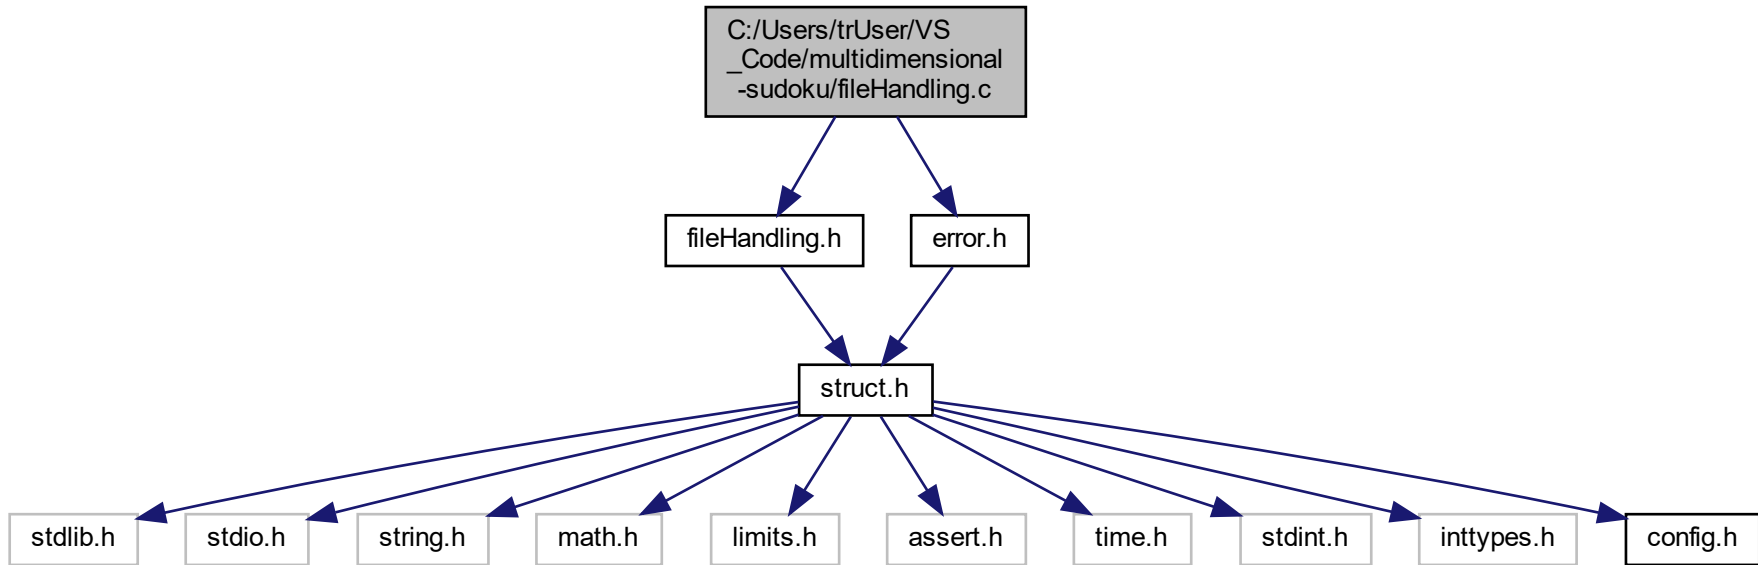 C:/Users/trUser/VS
_Code/multidimensional
-sudoku/fileHandling.c
fileHandling.h
error.h
struct.h
stdlib.h
stdio.h
string.h
math.h
limits.h
assert.h
time.h
stdint.h
inttypes.h
config.h